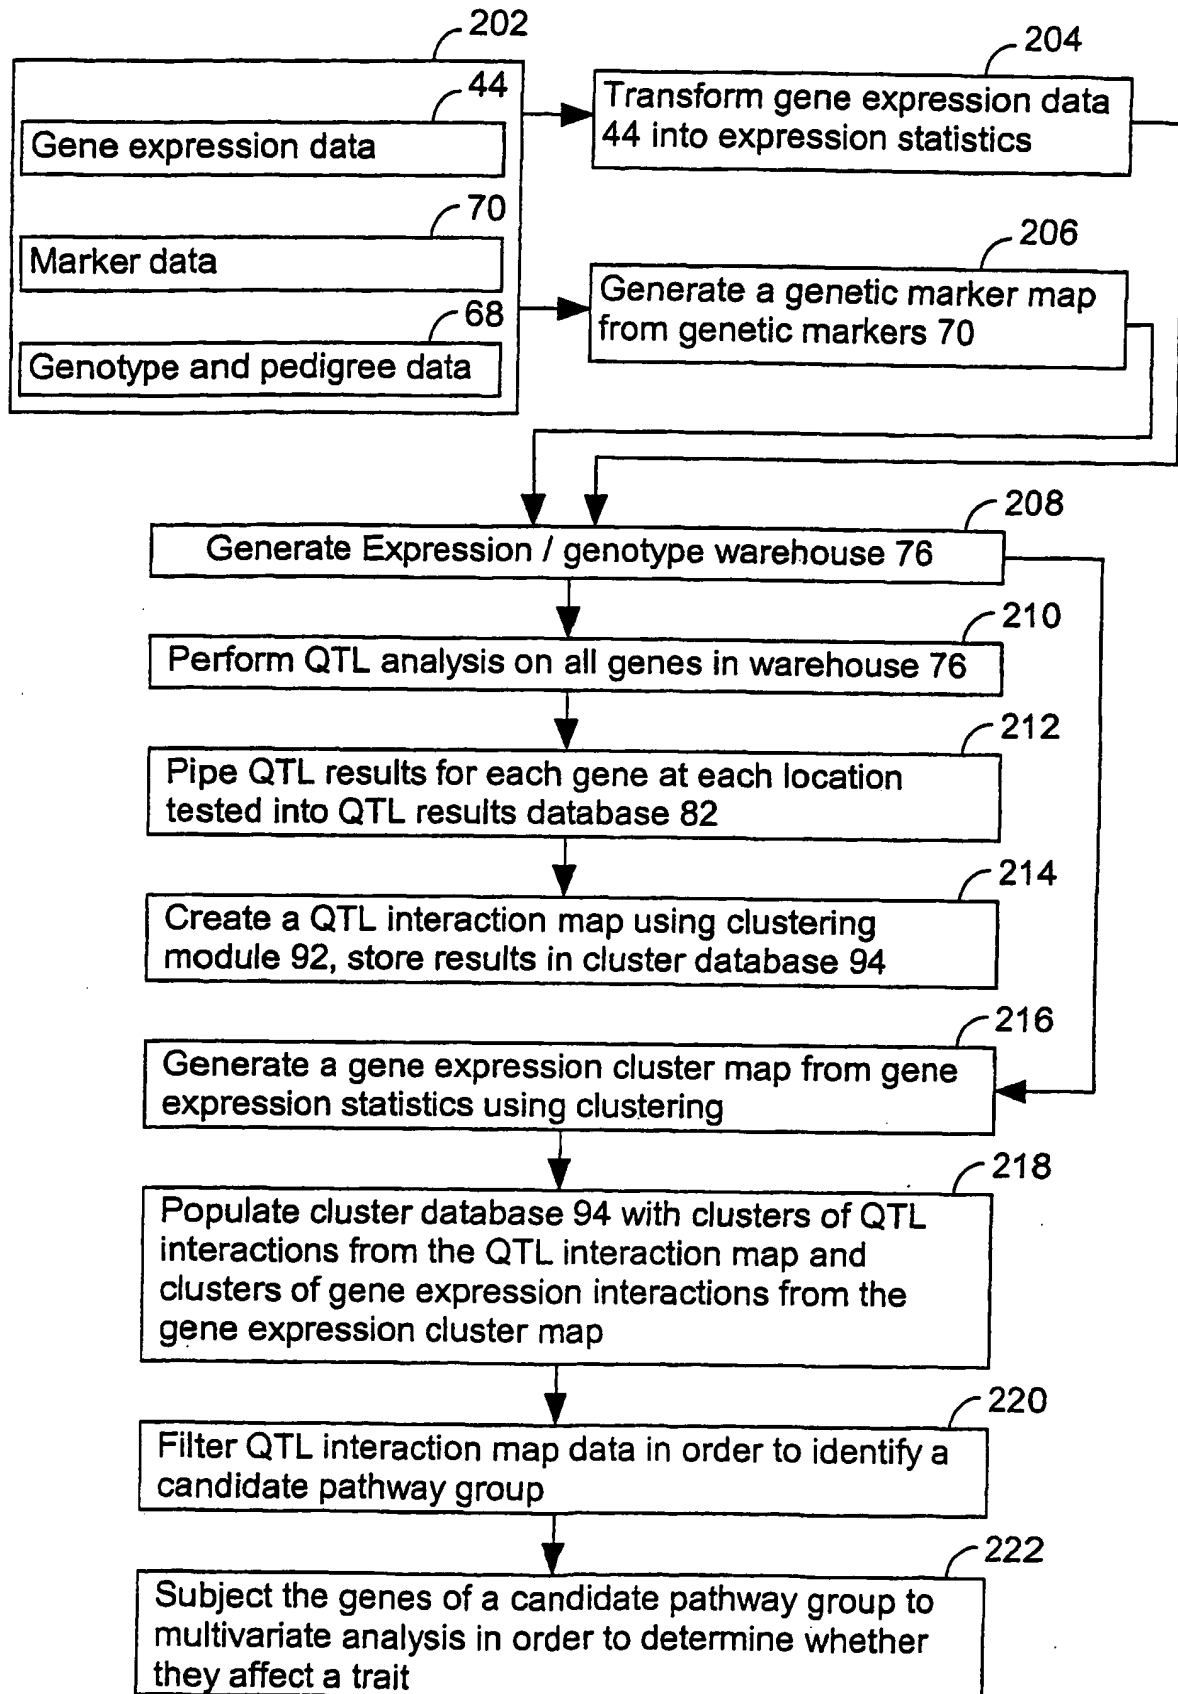 202
44
Gene expression data
70
Marker data
68
Genotype and pedigree data
204
Transform gene expression data
44 into expression statistics
206
Generate a genetic marker map
from genetic markers 70
208
Generate Expression / genotype warehouse 76
210
Perform QTL analysis on all genes in warehouse 76
212
Pipe QTL results for each gene at each location
tested into QTL results database 82
214
Create a QTL interaction map using clustering
module 92, store results in cluster database 94
216
Generate a gene expression cluster map from gene
expression statistics using clustering
218
Populate cluster database 94 with clusters of QTL
interactions from the QTL interaction map and
clusters of gene expression interactions from the
gene expression cluster map
220
Filter QTL interaction map data in order to identify a
candidate pathway group
222
Subject the genes of a candidate pathway group to
multivariate analysis in order to determine whether
they affect a trait